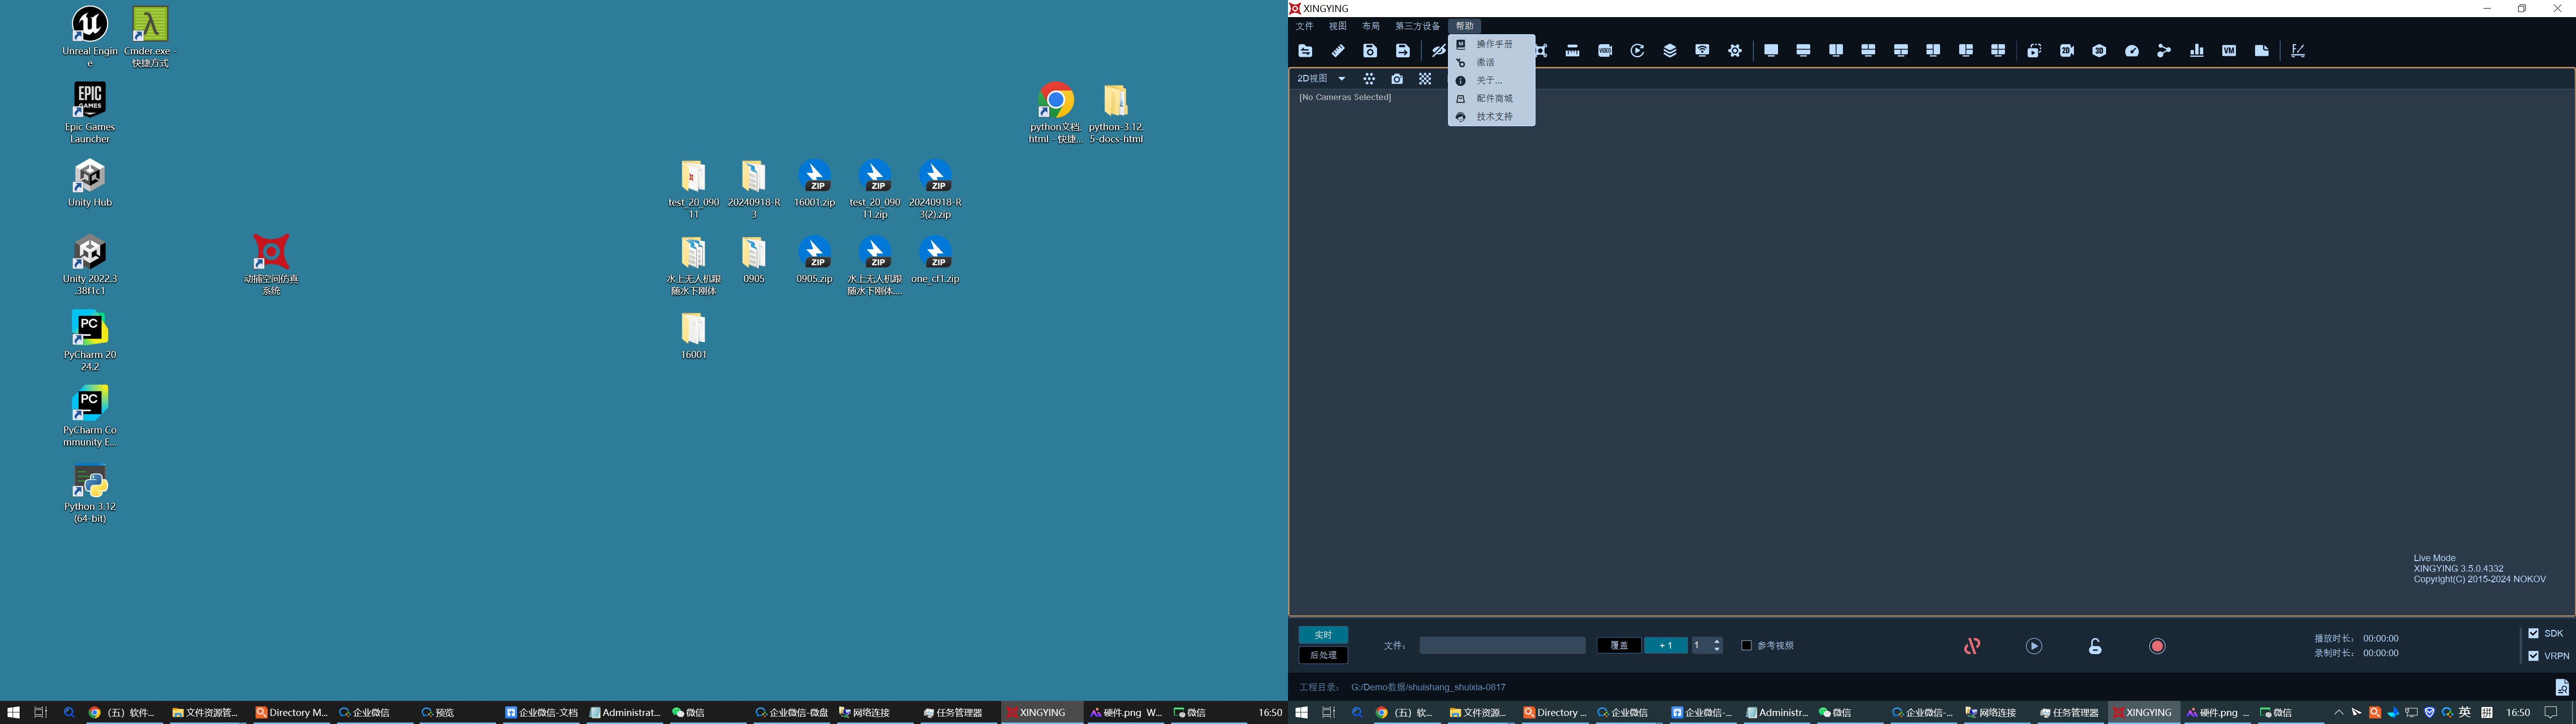 Unreal Engin
e
Cmder.exe -
快捷方式
Epic Games
Launcher
Unity Hub
Unity 2022.3
.38f1c1
PyCharm 20
24.2
PyCharm Co
mmunity E...
Python 3.12
(64-bit)
动捕空间仿真
系统
python文档.
html - 快捷...
python-3.12.
5-docs-html
test_20_090
11
20240918-R
3
16001.zip
test_20_090
11.zip
20240918-R
3(2).zip
水上无人机跟
随水下刚体
0905
0905.zip
水上无人机跟
随水下刚体....
one_cf1.zip
16001
XINGYING
文件 视图 布局 第三方设备 帮助
操作手册
激活
关于...
配件商城
技术支持
2D视图
[No Cameras Selected]
Live Mode
XINGYING 3.5.0.4332
Copyright(C) 2015-2024 NOKOV
实时
后处理
文件:
覆盖 +1 1 参考视频
播放时长: 00:00:00
录制时长: 00:00:00
SDK
VRPN
工程目录: G:/Demo数据/shuishang_shuixia-0817
(五) 软件... 文件资源管... Directory M... 企业微信 预览 企业微信-文档 Administrat... 微信 企业微信-微盘 网络连接 任务管理器 XINGYING 硬件.png W... 微信 16:50
(五) 软... 文件资源... Directory ... 企业微信 企业微信-... Administr... 微信 企业微信-... 网络连接 任务管理器 XINGYING 硬件.png ... 微信 英 拼 16:50